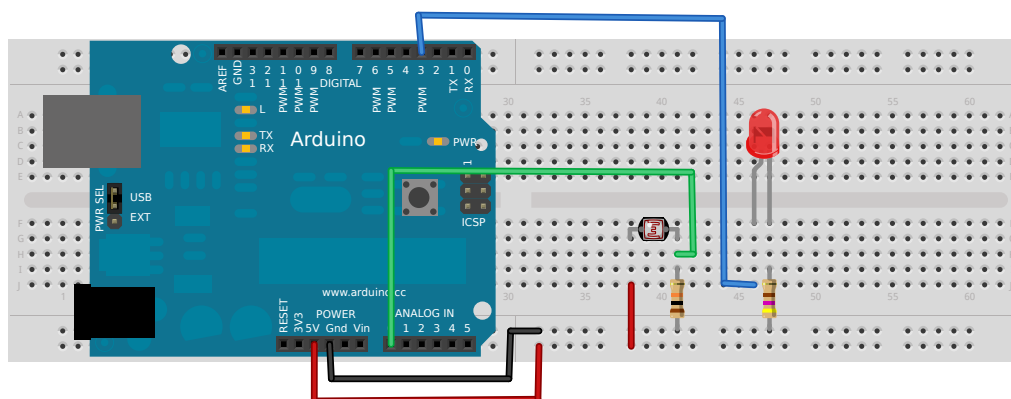 AREF
GND
13
12
PWM 11
PWM 10
PWM 9
8
DIGITAL
7
PWM 6
PWM 5
4
PWM 3
2
TX 1
RX 0
L
TX
RX
Arduino
PWR
1
ICSP
PWR SEL
USB
EXT
www.arduino.cc
POWER
ANALOG IN
RESET
3V3
5V
Gnd
Vin
1
2
3
4
5
A
B
C
D
E
F
G
H
I
J
1
30
35
40
45
50
55
60
30
40
45
50
55
60